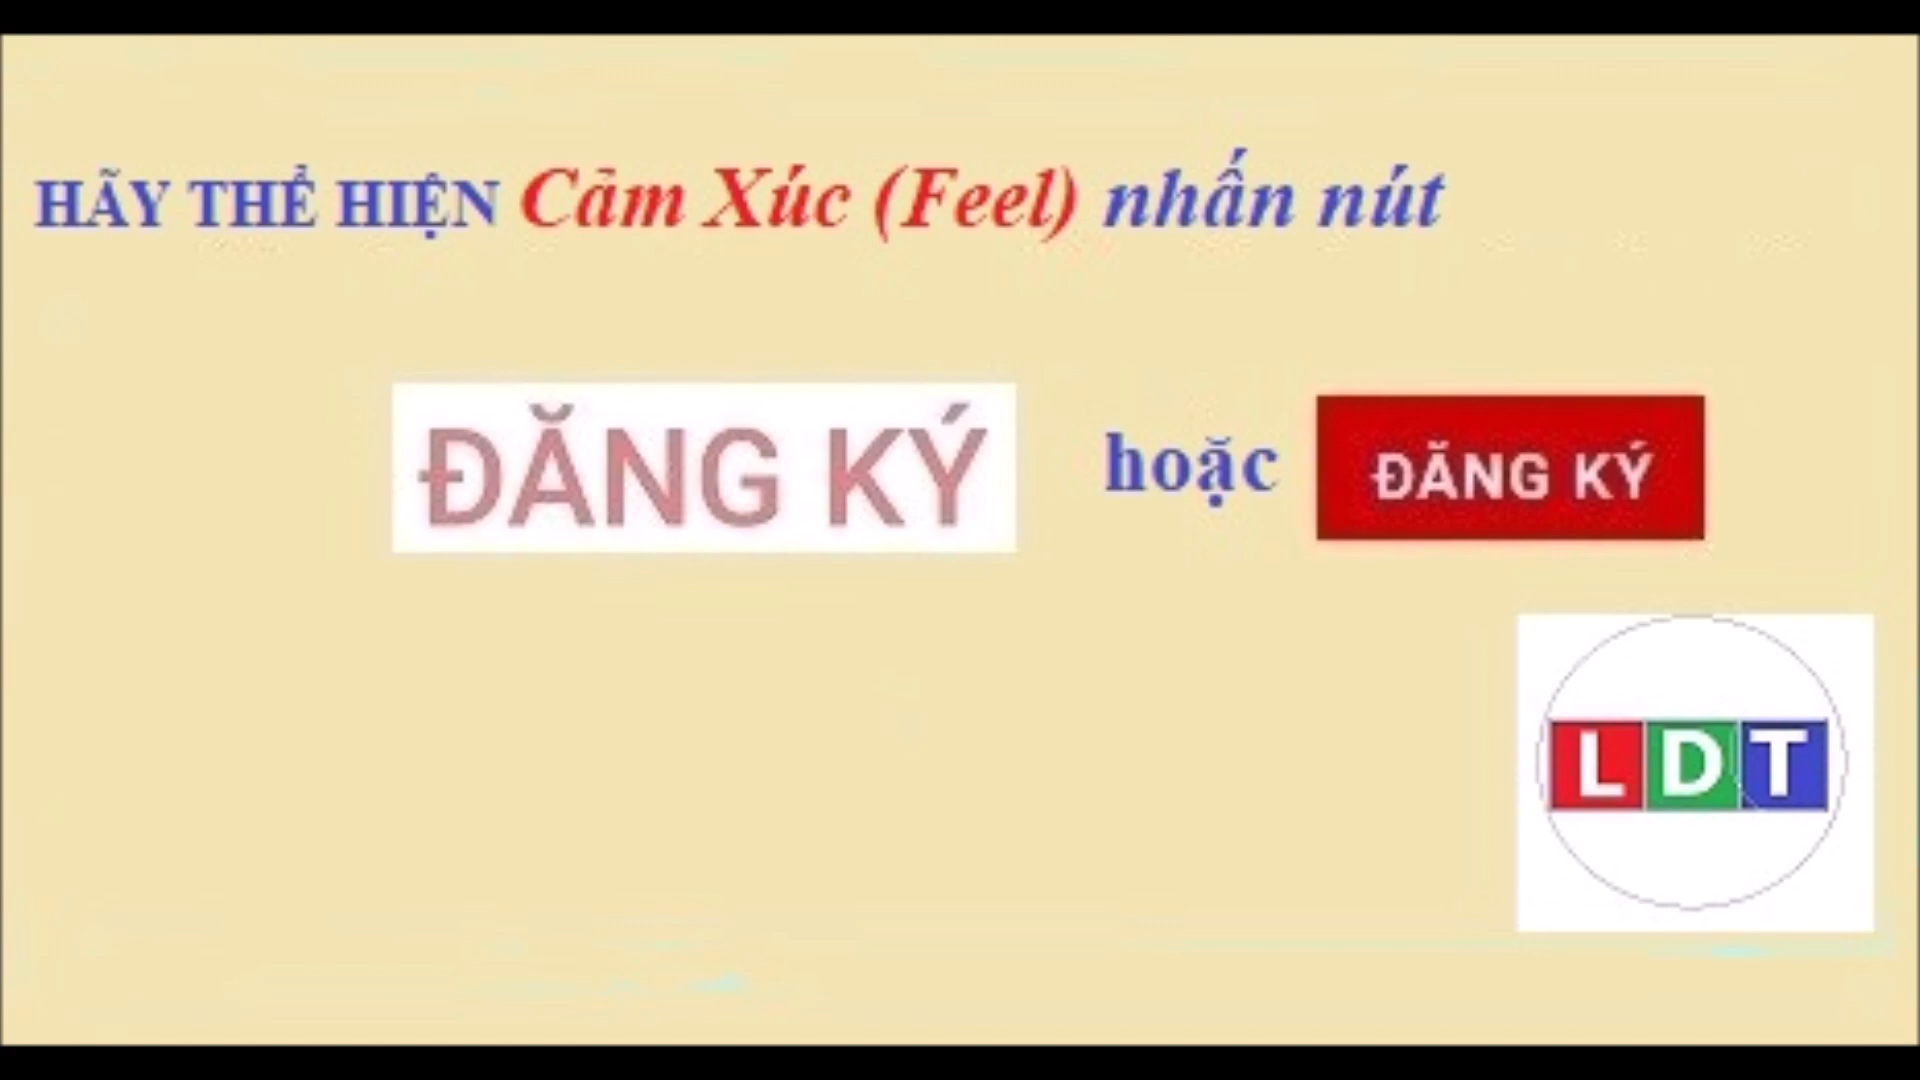 HÃY THỂ HIỆN Cảm Xúc (Feel) nhấn nút
ĐĂNG KÝ hoặc ĐĂNG KÝ
LDT